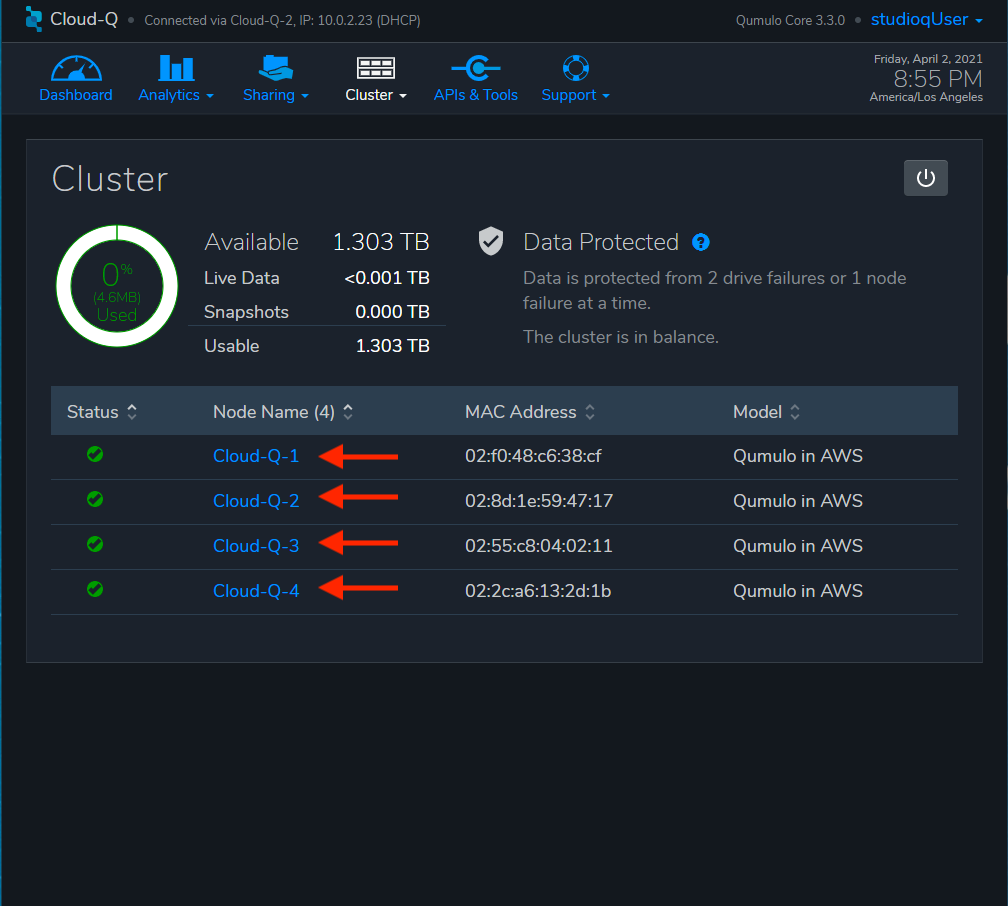 Cloud-Q • Connected via Cloud-Q-2, IP: 10.0.2.23 (DHCP) Qumulo Core 3.3.0 • studioqUser
Dashboard Analytics Sharing Cluster APIs & Tools Support
Friday, April 2, 2021
8:55 PM
America/Los Angeles
Cluster
0%
(4.6MB)
Used
Available 1.303 TB
Live Data <0.001 TB
Snapshots 0.000 TB
Usable 1.303 TB
Data Protected ?
Data is protected from 2 drive failures or 1 node
failure at a time.
The cluster is in balance.
Status Node Name (4) MAC Address Model
Cloud-Q-1 02:f0:48:c6:38:cf Qumulo in AWS
Cloud-Q-2 02:8d:1e:59:47:17 Qumulo in AWS
Cloud-Q-3 02:55:c8:04:02:11 Qumulo in AWS
Cloud-Q-4 02:2c:a6:13:2d:1b Qumulo in AWS